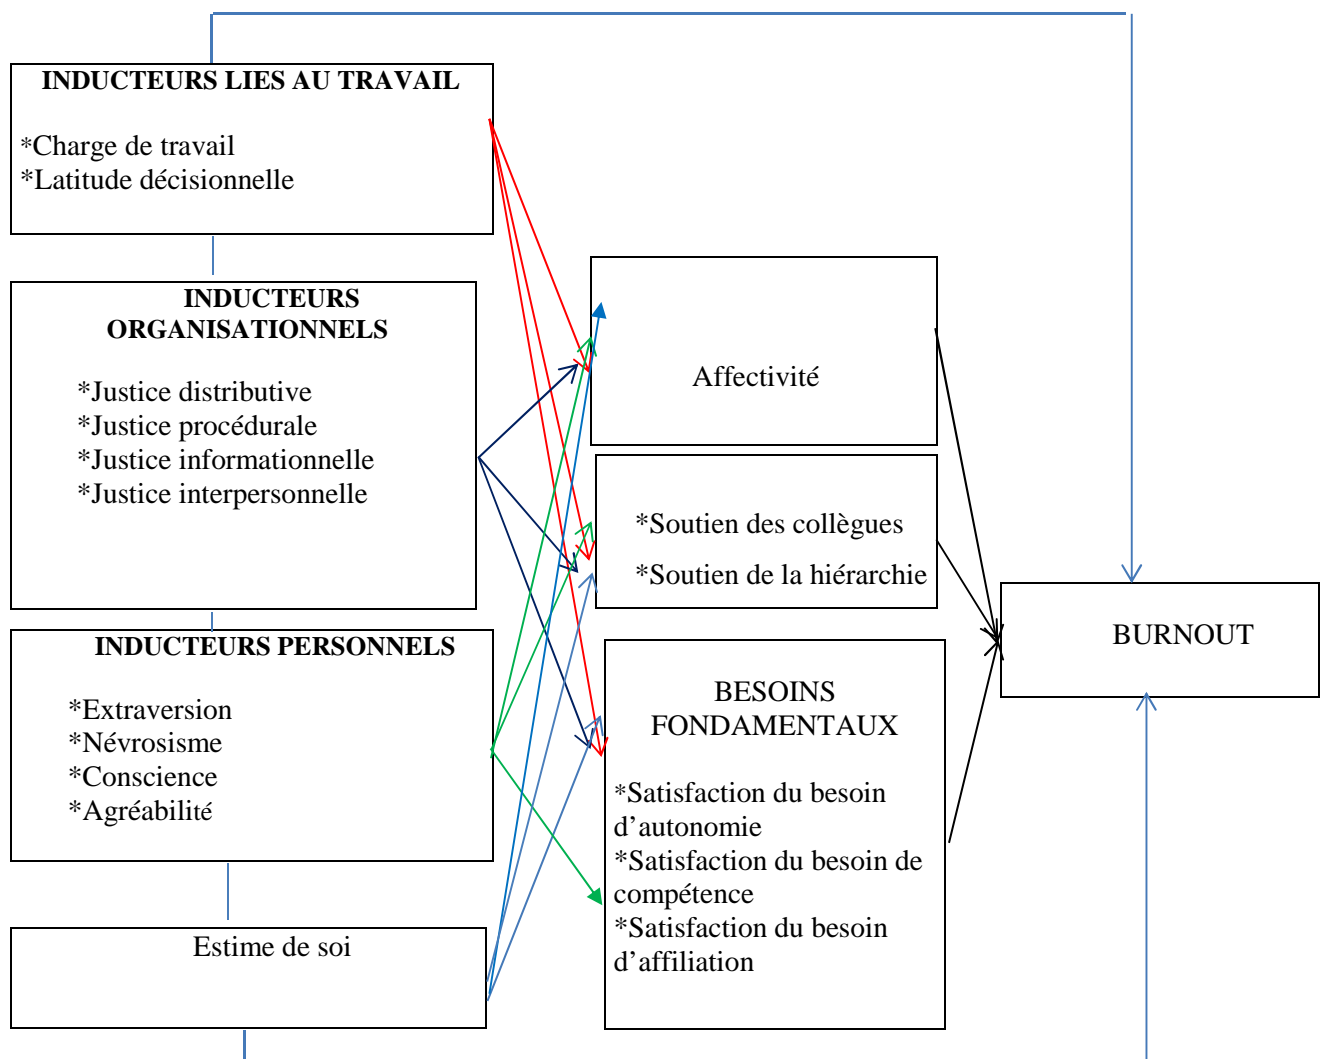 INDUCTEURS LIES AU TRAVAIL
*Charge de travail
*Latitude décisionnelle
INDUCTEURS
ORGANISATIONNELS
*Justice distributive
*Justice procédurale
*Justice informationnelle
*Justice interpersonnelle
INDUCTEURS PERSONNELS
*Extraversion
*Névrosisme
*Conscience
*Agréabilité
Estime de soi
Affectivité
*Soutien des collègues
*Soutien de la hiérarchie
BESOINS
FONDAMENTAUX
*Satisfaction du besoin
d’autonomie
*Satisfaction du besoin de
compétence
*Satisfaction du besoin
d’affiliation
BURNOUT